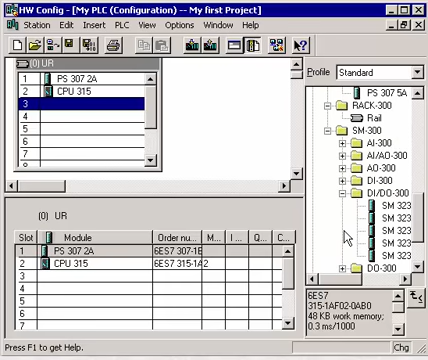 HW Config - [My PLC (Configuration) -- My first Project]
Station Edit Insert PLC View Options Window Help
(0) UR
1 PS 307 2A
2 CPU 315
3
4
5
6
7
Profile Standard
PS 307 5A
RACK-300
Rail
SM-300
AI-300
AI/AO-300
AO-300
DI-300
DI/DO-300
SM 323
SM 323
SM 323
SM 323
SM 323
DO-300
(0) UR
Slot Module Order nu... M... I ... Q... C...
1 PS 307 2A 6ES7 307-1E
2 CPU 315 6ES7 315-1A 2
3
4
5
6
7
6ES7
315-1AF02-0AB0
48 KB work memory;
0.3 ms/1000
Press F1 to get Help.
Chg